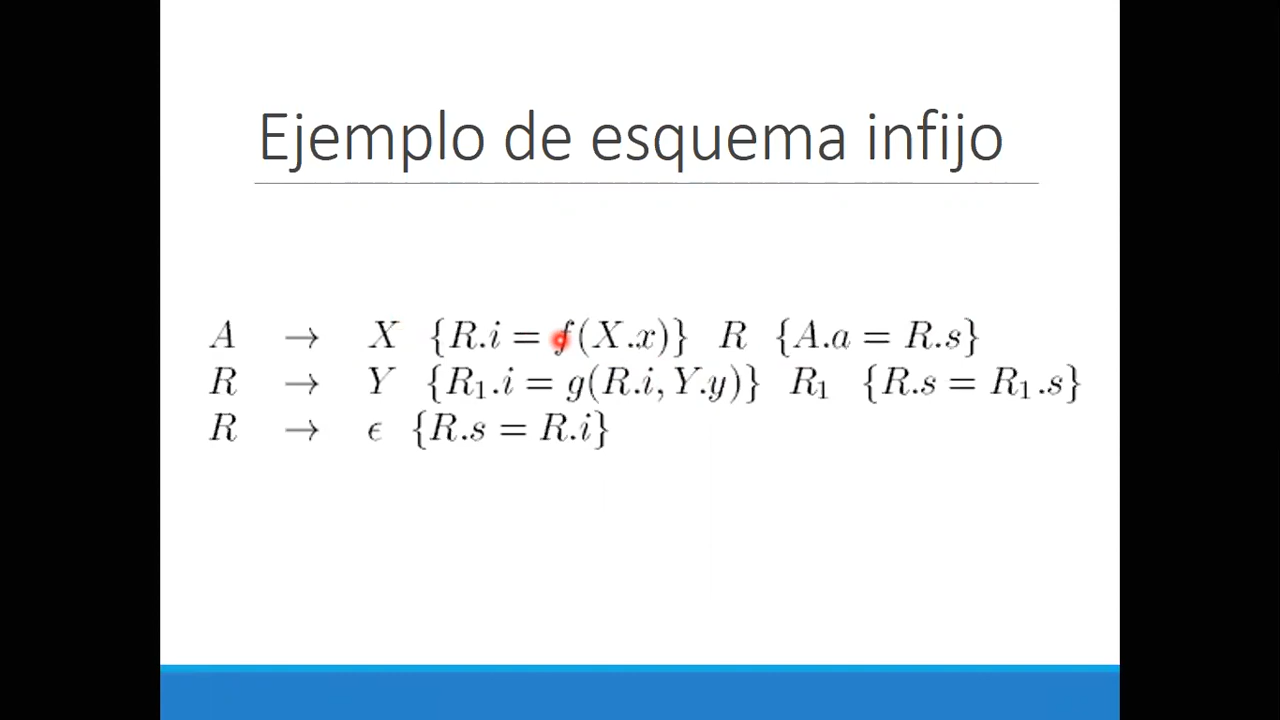 Ejemplo de esquema infijo
A → X {R.i = f(X.x)} R {A.a = R.s}
R → Y {R₁.i = g(R.i, Y.y)} R₁ {R.s = R₁.s}
R → ϵ {R.s = R.i}